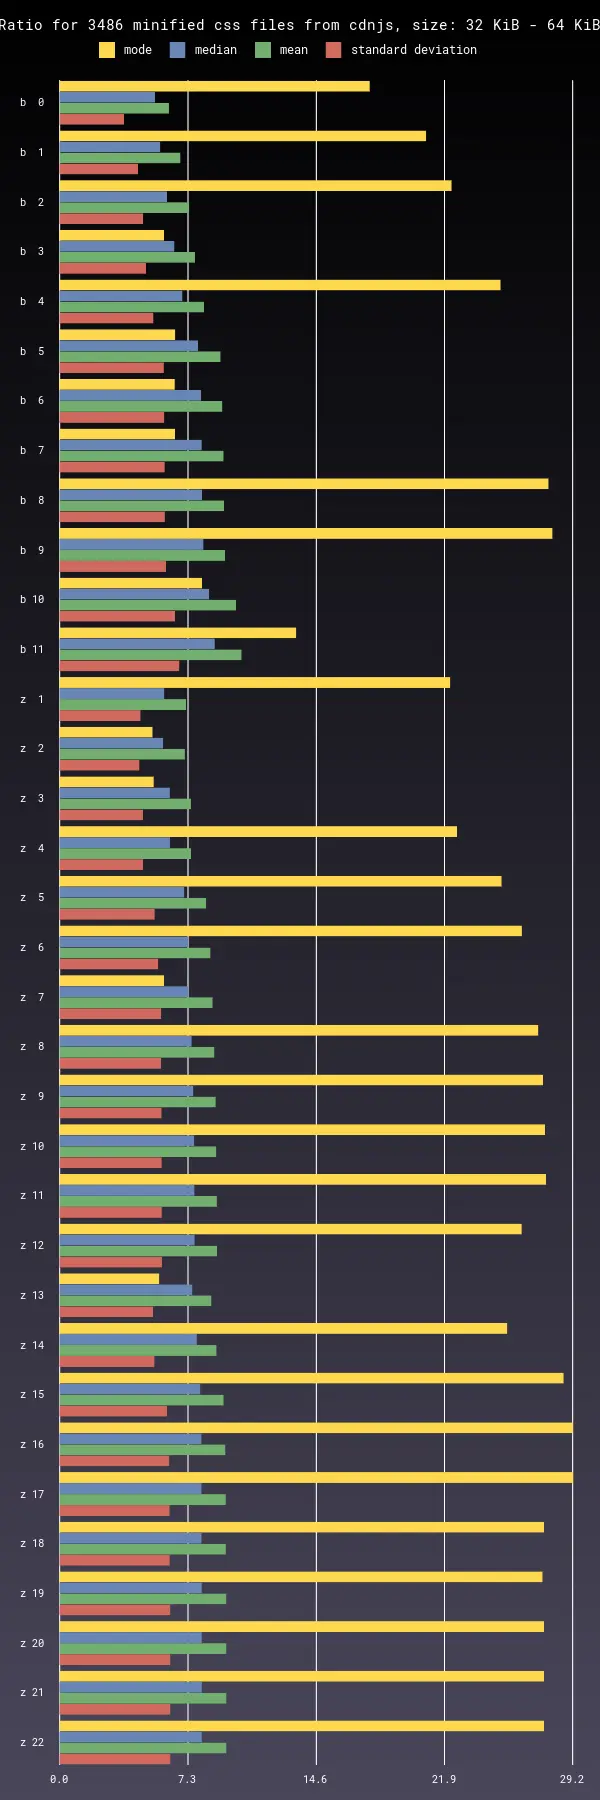 Ratio for 3486 minified css files from cdnjs, size: 32 KiB - 64 KiB
mode median mean standard deviation
b 0
b 1
b 2
b 3
b 4
b 5
b 6
b 7
b 8
b 9
b 10
b 11
z 1
z 2
z 3
z 4
z 5
z 6
z 7
z 8
z 9
z 10
z 11
z 12
z 13
z 14
z 15
z 16
z 17
z 18
z 19
z 20
z 21
z 22
0.0 7.3 14.6 21.9 29.2